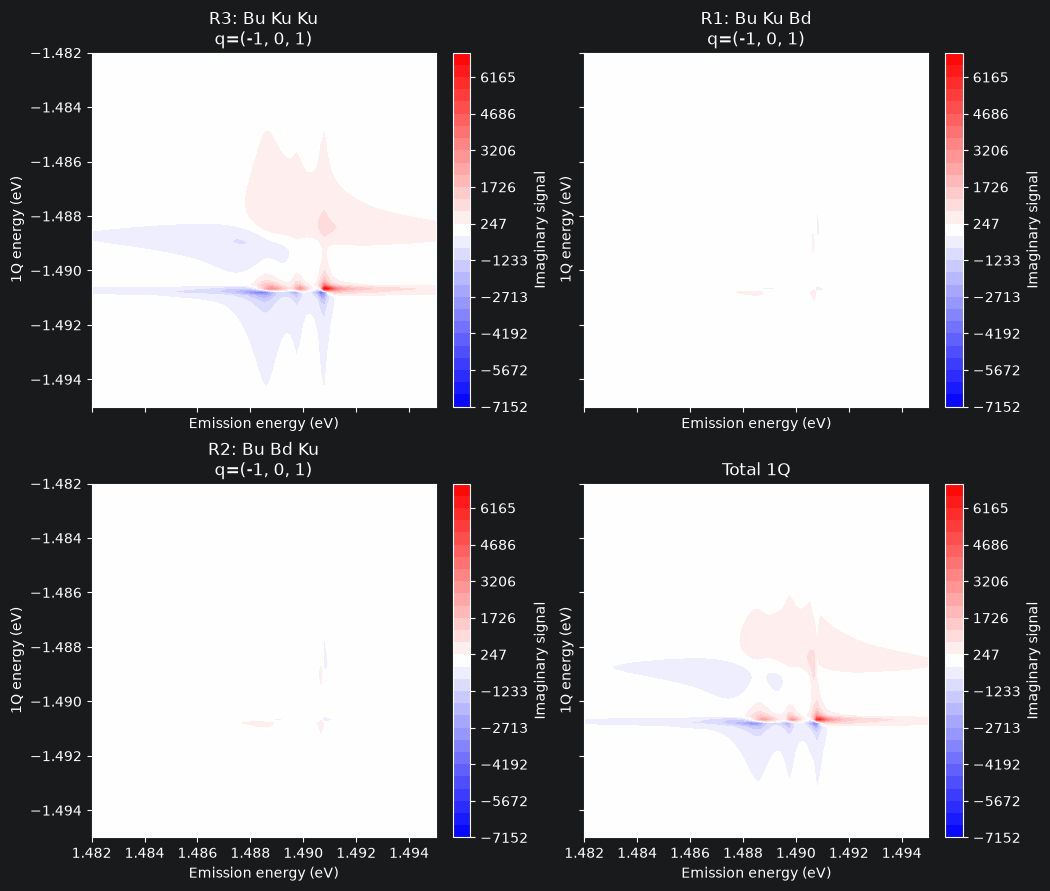 R3: Bu Ku Ku
q=(-1, 0, 1)
−1.482
−1.484
−1.486
−1.488
−1.490
−1.492
−1.494
1Q energy (eV)
Emission energy (eV)
6165
4686
3206
1726
247
−1233
−2713
−4192
−5672
−7152
Imaginary signal
R1: Bu Ku Bd
q=(-1, 0, 1)
1Q energy (eV)
Emission energy (eV)
6165
4686
3206
1726
247
−1233
−2713
−4192
−5672
−7152
Imaginary signal
R2: Bu Bd Ku
q=(-1, 0, 1)
−1.482
−1.484
−1.486
−1.488
−1.490
−1.492
−1.494
1Q energy (eV)
1.482 1.484 1.486 1.488 1.490 1.492 1.494
Emission energy (eV)
6165
4686
3206
1726
247
−1233
−2713
−4192
−5672
−7152
Imaginary signal
Total 1Q
1Q energy (eV)
1.482 1.484 1.486 1.488 1.490 1.492 1.494
Emission energy (eV)
6165
4686
3206
1726
247
−1233
−2713
−4192
−5672
−7152
Imaginary signal